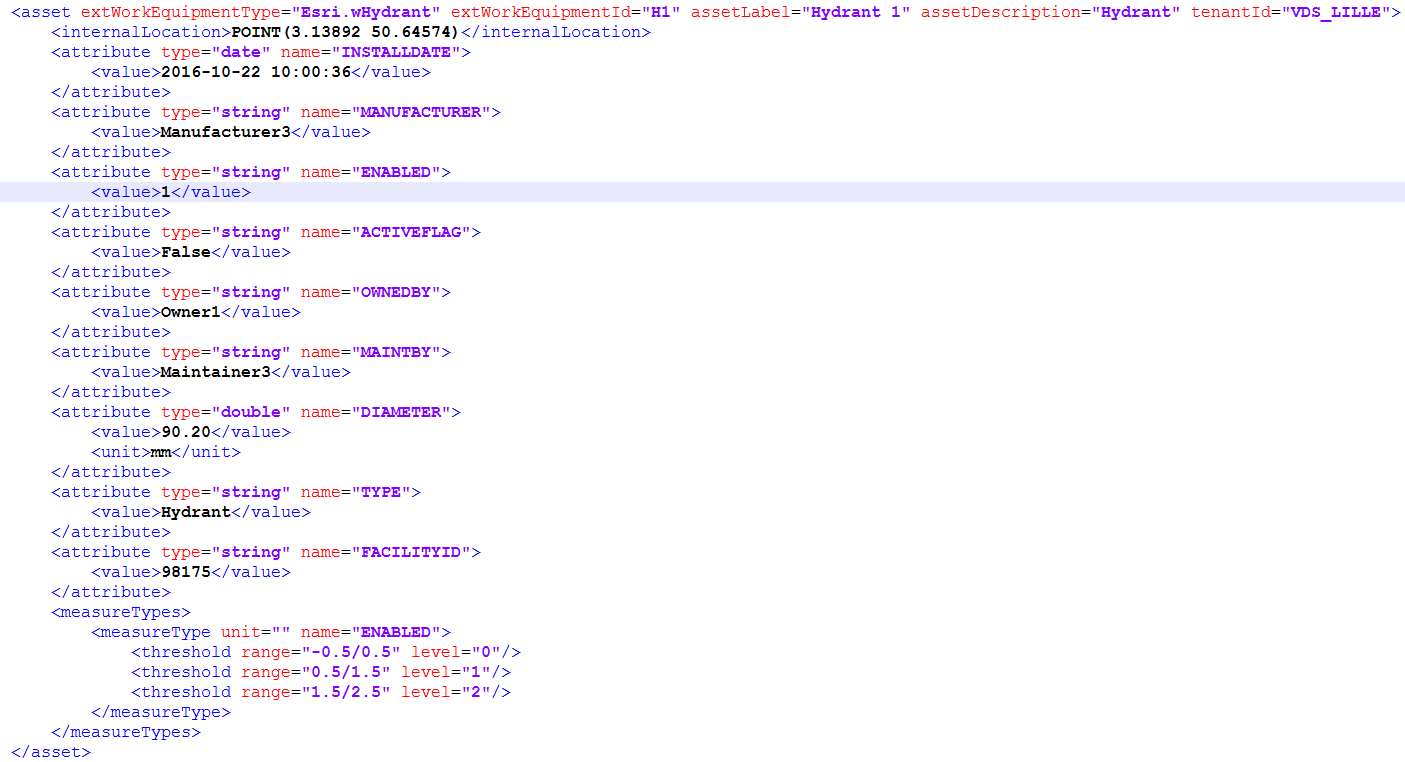 <asset extWorkEquipmentType="Esri.wHydrant" extWorkEquipmentId="H1" assetLabel="Hydrant 1" assetDescription="Hydrant" tenantId="VDS_LILLE">
    <internalLocation>POINT(3.13892 50.64574)</internalLocation>
    <attribute type="date" name="INSTALLDATE">
        <value>2016-10-22 10:00:36</value>
    </attribute>
    <attribute type="string" name="MANUFACTURER">
        <value>Manufacturer3</value>
    </attribute>
    <attribute type="string" name="ENABLED">
        <value>1</value>
    </attribute>
    <attribute type="string" name="ACTIVEFLAG">
        <value>False</value>
    </attribute>
    <attribute type="string" name="OWNEDBY">
        <value>Owner1</value>
    </attribute>
    <attribute type="string" name="MAINTBY">
        <value>Maintainer3</value>
    </attribute>
    <attribute type="double" name="DIAMETER">
        <value>90.20</value>
        <unit>mm</unit>
    </attribute>
    <attribute type="string" name="TYPE">
        <value>Hydrant</value>
    </attribute>
    <attribute type="string" name="FACILITYID">
        <value>98175</value>
    </attribute>
    <measureTypes>
        <measureType unit="" name="ENABLED">
            <threshold range="-0.5/0.5" level="0"/>
            <threshold range="0.5/1.5" level="1"/>
            <threshold range="1.5/2.5" level="2"/>
        </measureType>
    </measureTypes>
</asset>